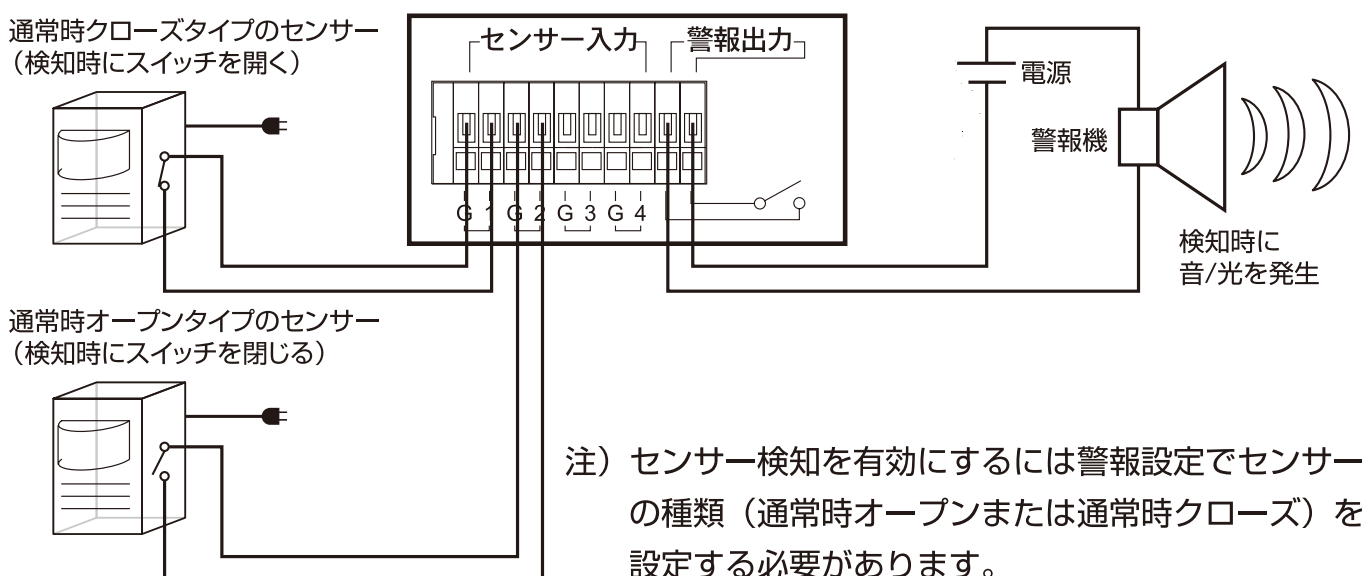 通常時クローズタイプのセンサー
（検知時にスイッチを開く）
センサー入力
警報出力
電源
警報機
G 1 G 2 G 3 G 4
検知時に
音/光を発生
通常時オープンタイプのセンサー
（検知時にスイッチを閉じる）
注）センサー検知を有効にするには警報設定でセンサー
の種類（通常時オープンまたは通常時クローズ）を
設定する必要があります。